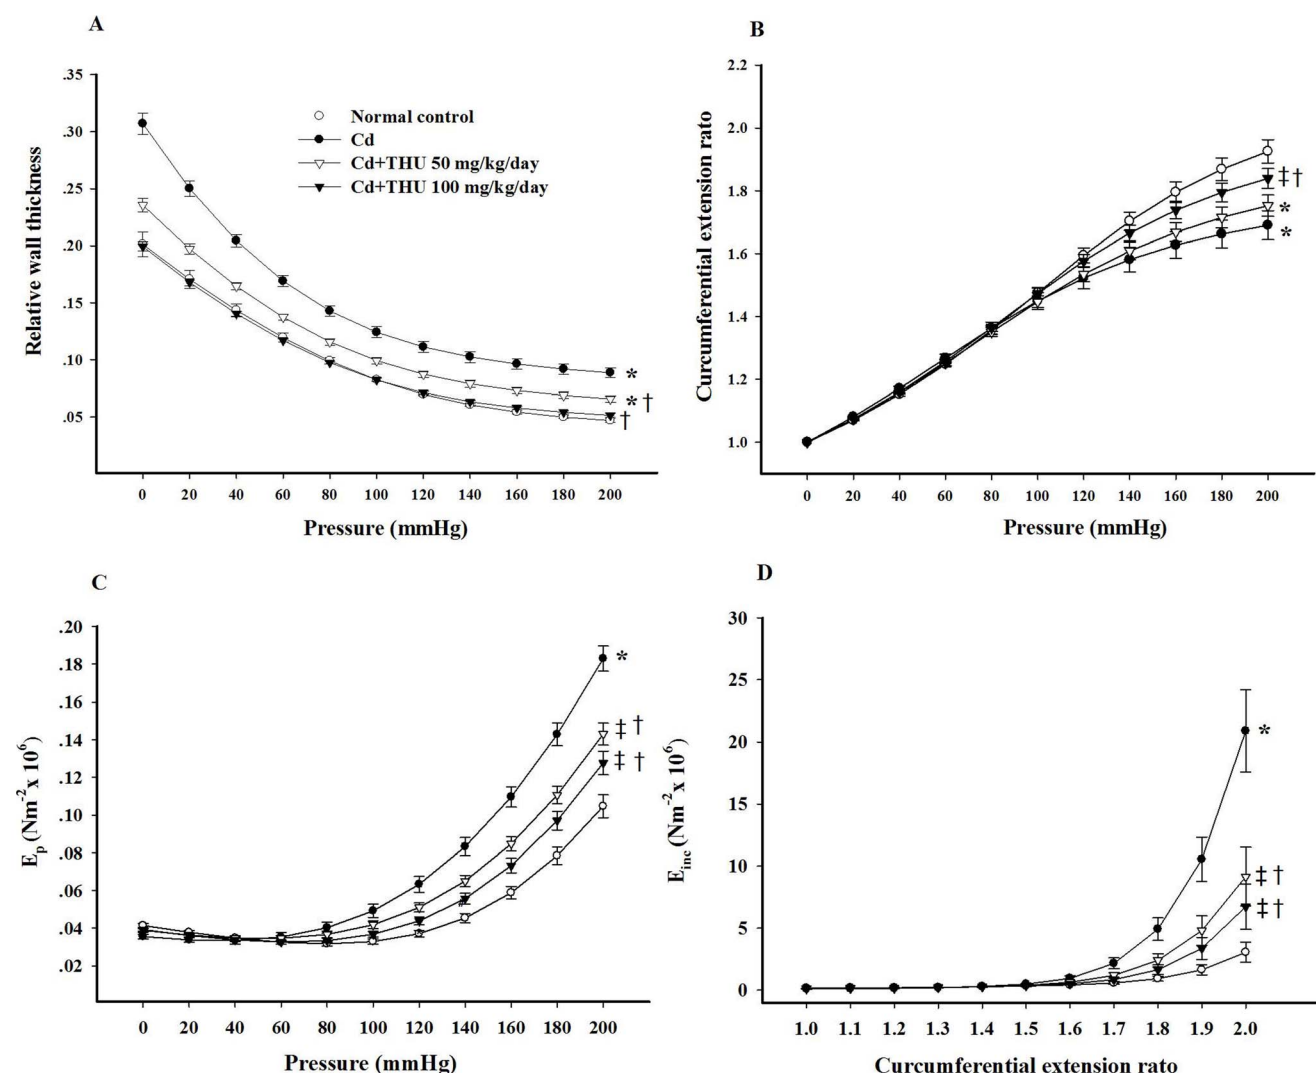 A
Relative wall thickness
.35
.30
.25
.20
.15
.10
.05
Normal control
Cd
Cd+THU 50 mg/kg/day
Cd+THU 100 mg/kg/day
*
* †
†
0 20 40 60 80 100 120 140 160 180 200
Pressure (mmHg)
B
Curcumferential extension rato
2.2
2.0
1.8
1.6
1.4
1.2
1.0
‡†
*
*
0 20 40 60 80 100 120 140 160 180 200
Pressure (mmHg)
C
Ep (Nm-2x 106)
.20
.18
.16
.14
.12
.10
.08
.06
.04
.02
*
‡ †
‡ †
0 20 40 60 80 100 120 140 160 180 200
Pressure (mmHg)
D
Einc (Nm-2x 106)
30
25
20
15
10
5
0
*
‡ †
‡†
1.0 1.1 1.2 1.3 1.4 1.5 1.6 1.7 1.8 1.9 2.0
Curcumferential extension rato